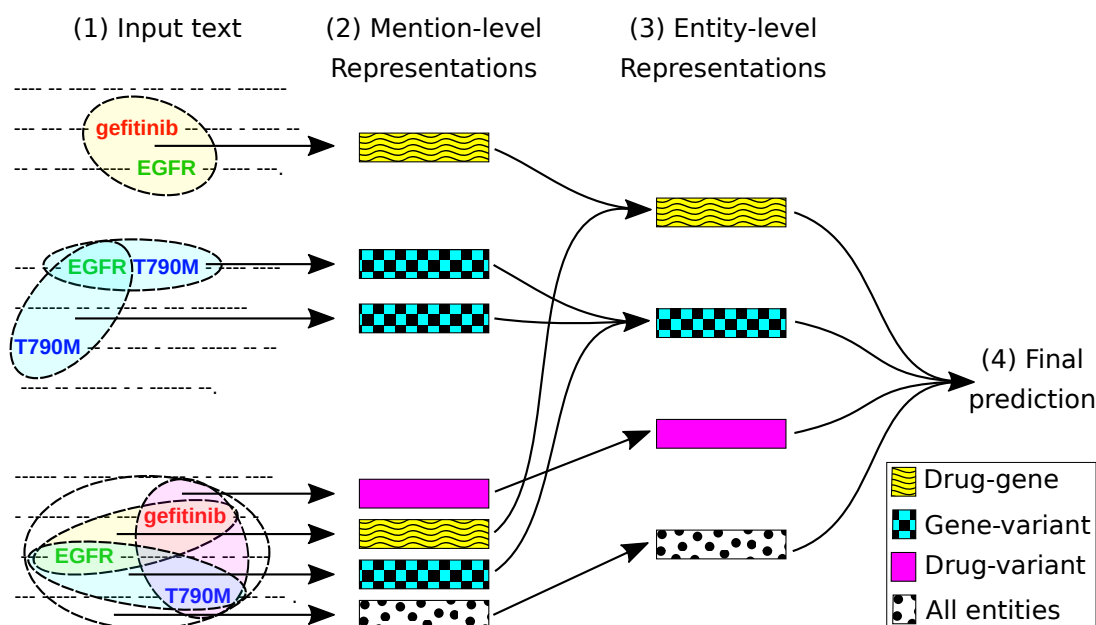 (1) Input text
(2) Mention-level
Representations
(3) Entity-level
Representations
gefitinib
EGFR
EGFR T790M
T790M
gefitinib
EGFR
T790M
(4) Final
prediction
Drug-gene
Gene-variant
Drug-variant
All entities